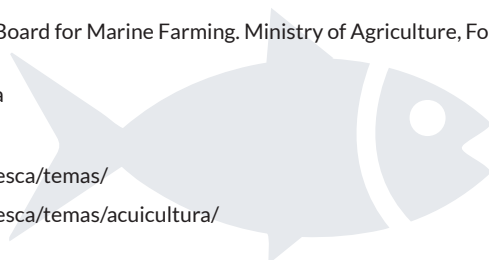 Board for Marine Farming. Ministry of Agriculture, Fo
a
esca/temas/
esca/temas/acuicultura/